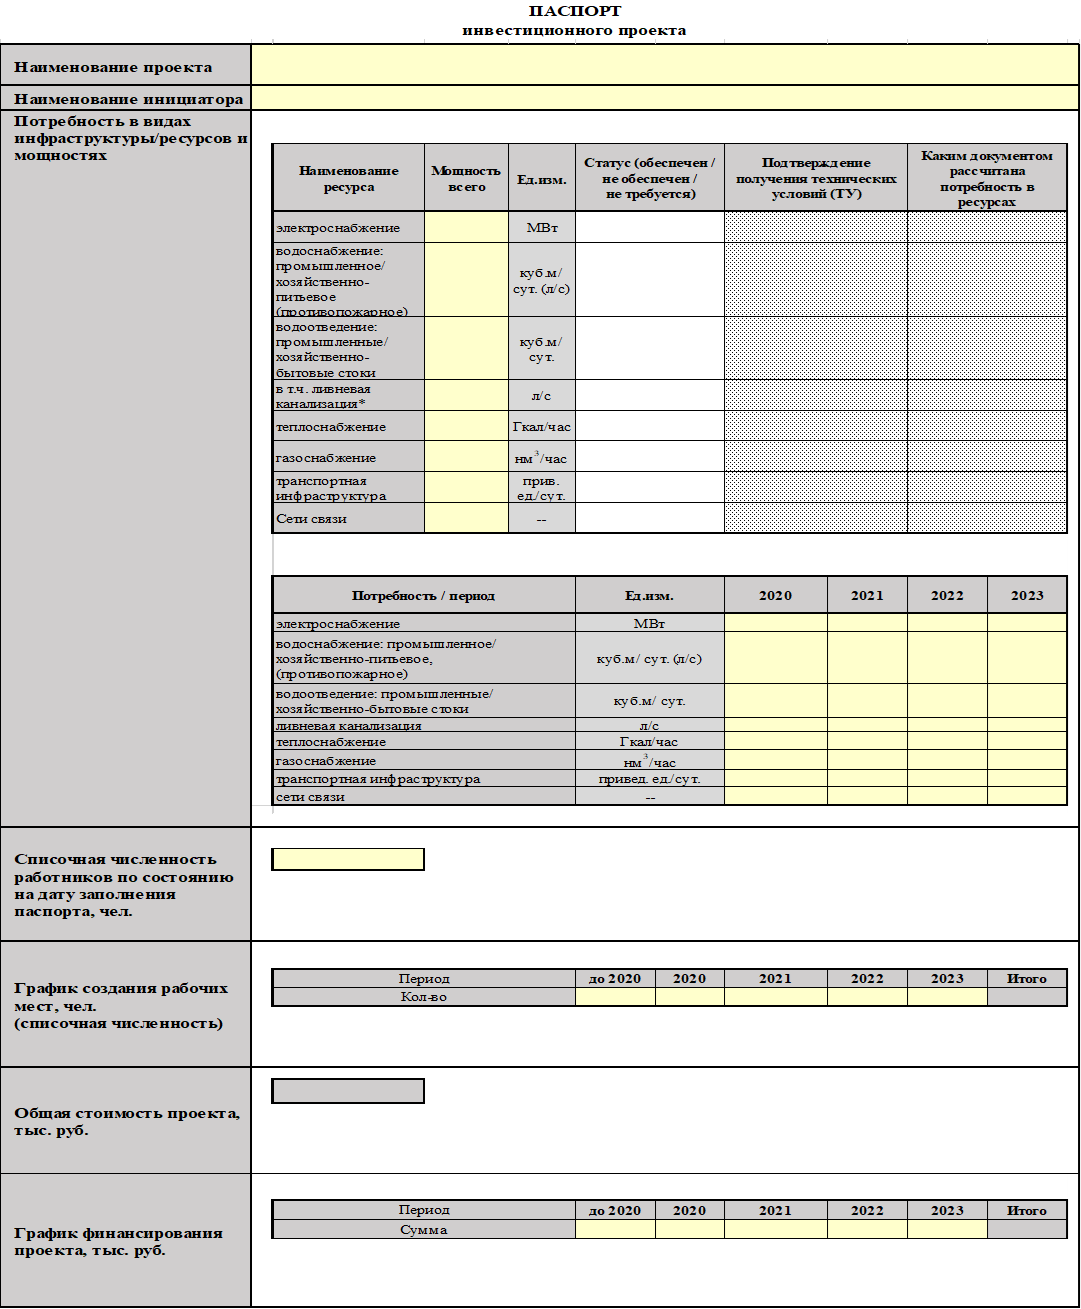 ПАСПОРТ
инвестиционного проекта
Наименование проекта
Наименование инициатора
Потребность в видах
инфраструктуры/ресурсов и
мощностях
Наименование
ресурса
Мощность
всего
Ед.изм.
Статус (обеспечен /
не обеспечен /
не требуется)
Подтверждение
получения технических
условий (ТУ)
Каким документом
рассчитана
потребность в
ресурсах
электроснабжение
МВт
водоснабжение:
промышленное/
хозяйственно-
питьевое
(противопожарное)
куб.м/
сут. (л/с)
водоотведение:
промышленные/
хозяйственно-
бытовые стоки
куб.м/
сут.
в т.ч. ливневая
канализация*
л/с
теплоснабжение
Гкал/час
газоснабжение
нм³/час
транспортная
инфраструктура
прив.
ед./сут.
Сети связи
--
Потребность / период
Ед.изм.
2020
2021
2022
2023
электроснабжение
МВт
водоснабжение: промышленное/
хозяйственно-питьевое,
(противопожарное)
куб.м/ сут. (л/с)
водоотведение: промышленные/
хозяйственно-бытовые стоки
куб.м/ сут.
ливневая канализация
л/с
теплоснабжение
Гкал/час
газоснабжение
нм³/час
транспортная инфраструктура
привед. ед./сут.
сети связи
--
Списочная численность
работников по состоянию
на дату заполнения
паспорта, чел.
График создания рабочих
мест, чел.
(списочная численность)
Период
до 2020
2020
2021
2022
2023
Итого
Кол-во
Общая стоимость проекта,
тыс. руб.
График финансирования
проекта, тыс. руб.
Период
до 2020
2020
2021
2022
2023
Итого
Сумма